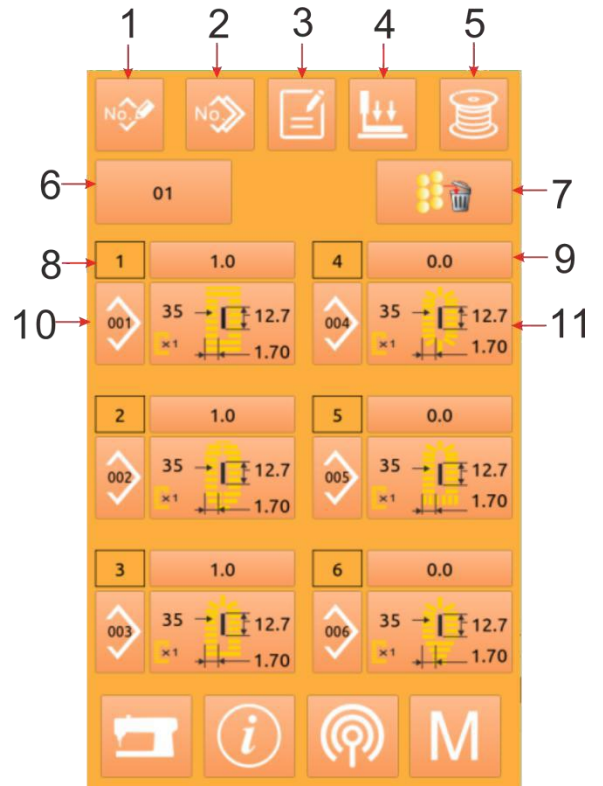 1 2 3 4 5
No. No.
6 01 7
8 1 1.0 4 0.0 9
10 001 35 12.7 004 35 12.7 11
×1 1.70 ×1 1.70
2 1.0 5 0.0
002 35 12.7 005 35 12.7
×1 1.70 ×1 1.70
3 1.0 6 0.0
003 35 12.7 006 35 12.7
×1 1.70 ×1 1.70
i M